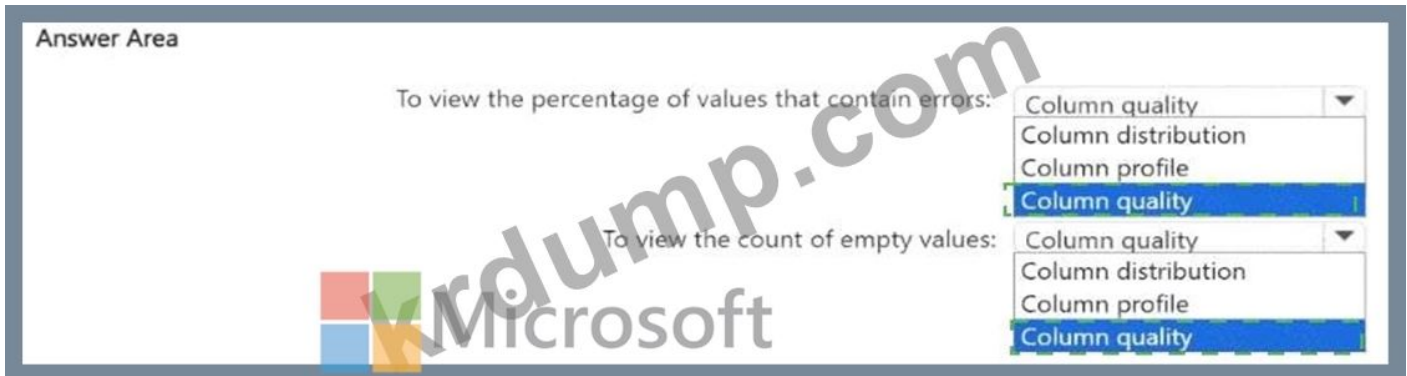 Answer Area
To view the percentage of values that contain errors: Column quality
Column distribution
Column profile
Column quality
To view the count of empty values: Column quality
Column distribution
Column profile
Column quality
Microsoft
krdump.com